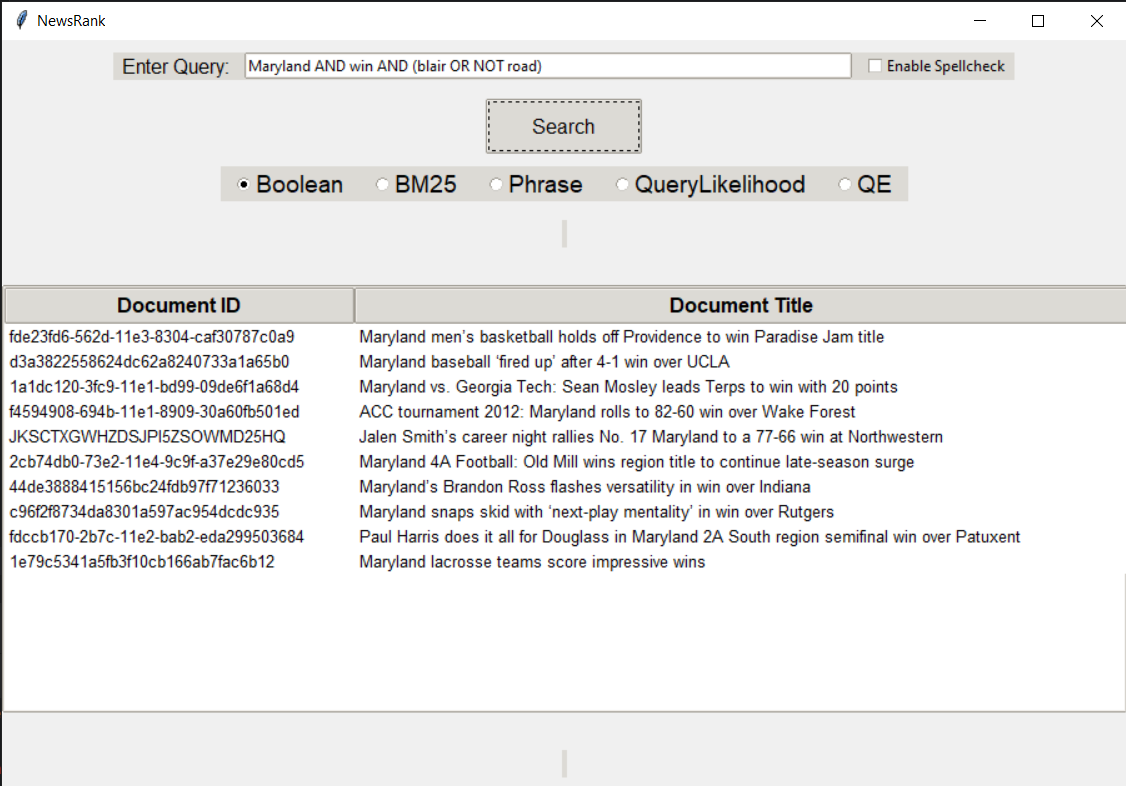 NewsRank
Enter Query: Maryland AND win AND (blair OR NOT road) Enable Spellcheck
Search
Boolean BM25 Phrase QueryLikelihood QE
Document ID Document Title
fde23fd6-562d-11e3-8304-caf30787c0a9 Maryland men’s basketball holds off Providence to win Paradise Jam title
d3a3822558624dc62a8240733a1a65b0 Maryland baseball ‘fired up’ after 4-1 win over UCLA
1a1dc120-3fc9-11e1-bd99-09de6f1a68d4 Maryland vs. Georgia Tech: Sean Mosley leads Terps to win with 20 points
f4594908-694b-11e1-8909-30a60fb501ed ACC tournament 2012: Maryland rolls to 82-60 win over Wake Forest
JKSCTXGWHZDSJPI5ZSOWMD25HQ Jalen Smith’s career night rallies No. 17 Maryland to a 77-66 win at Northwestern
2cb74db0-73e2-11e4-9c9f-a37e29e80cd5 Maryland 4A Football: Old Mill wins region title to continue late-season surge
44de3888415156bc24fdb97f71236033 Maryland’s Brandon Ross flashes versatility in win over Indiana
c96f2f8734da8301a597ac954dcdc935 Maryland snaps skid with ‘next-play mentality’ in win over Rutgers
fdccb170-2b7c-11e2-bab2-eda299503684 Paul Harris does it all for Douglass in Maryland 2A South region semifinal win over Patuxent
1e79c5341a5fb3f10cb166ab7fac6b12 Maryland lacrosse teams score impressive wins